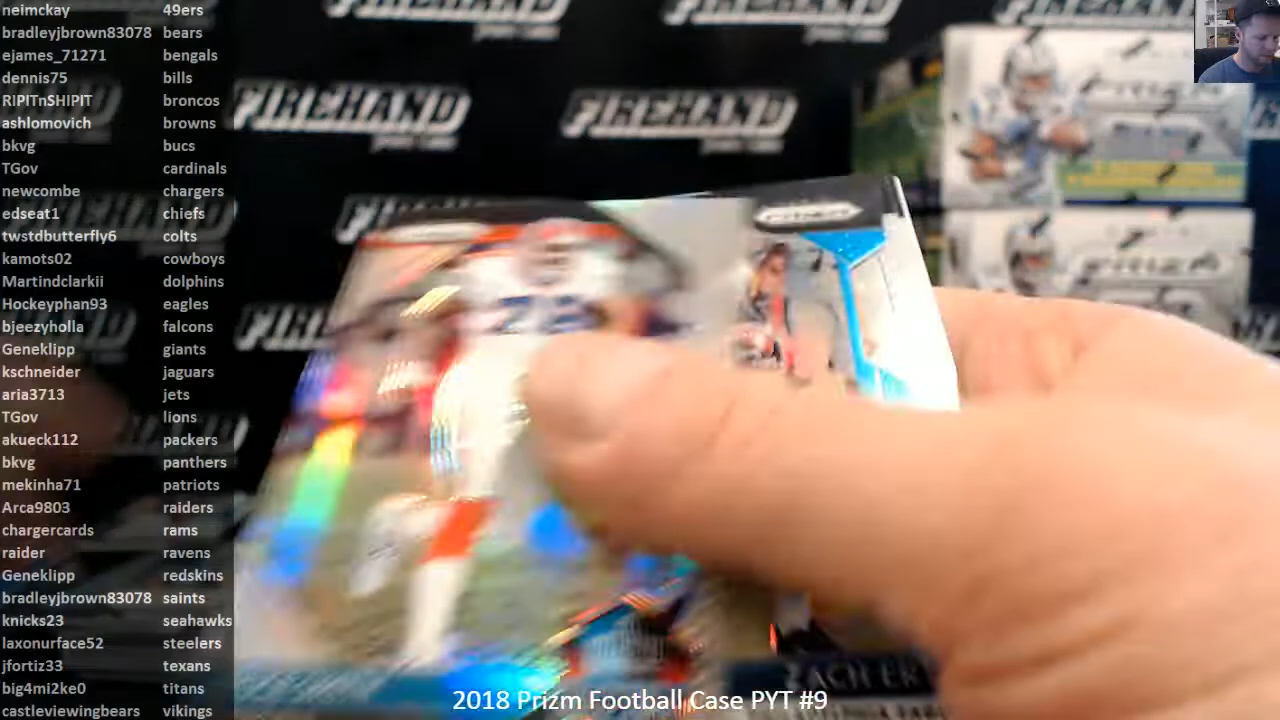 neimckay 49ers
bradleyjbrown83078 bears
ejames_71271 bengals
dennis75 bills
RIPITnSHIPIT broncos
ashlomovich browns
bkvg bucs
TGov cardinals
newcombe chargers
edseat1 chiefs
twstdbutterfly6 colts
kamots02 cowboys
Martindclarkii dolphins
Hockeyphan93 eagles
bjeezyholla falcons
Geneklipp giants
kschneider jaguars
aria3713 jets
TGov lions
akueck112 packers
bkvg panthers
mekinha71 patriots
Arca9803 raiders
chargercards rams
raider ravens
Geneklipp redskins
bradleyjbrown83078 saints
knicks23 seahawks
laxonurface52 steelers
jfortiz33 texans
big4mi2ke0 titans
castleviewingbears vikings
FIREHAND
FIREHAND
FIREHAND
FIREHAND
PRIZM
PRIZM
ZACH
2018 Prizm Football Case PYT #9